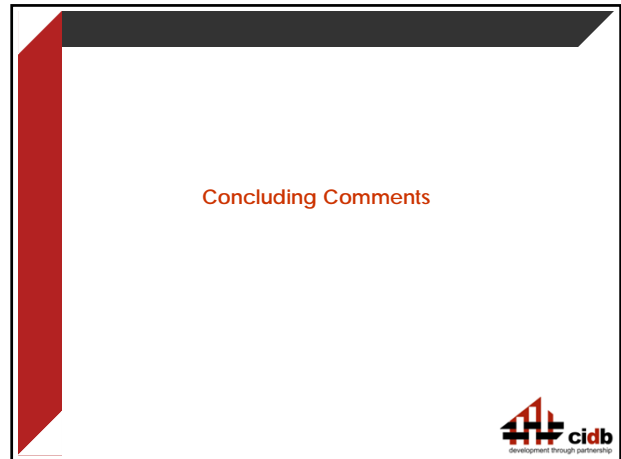 Concluding Comments
cidb
development through partnership